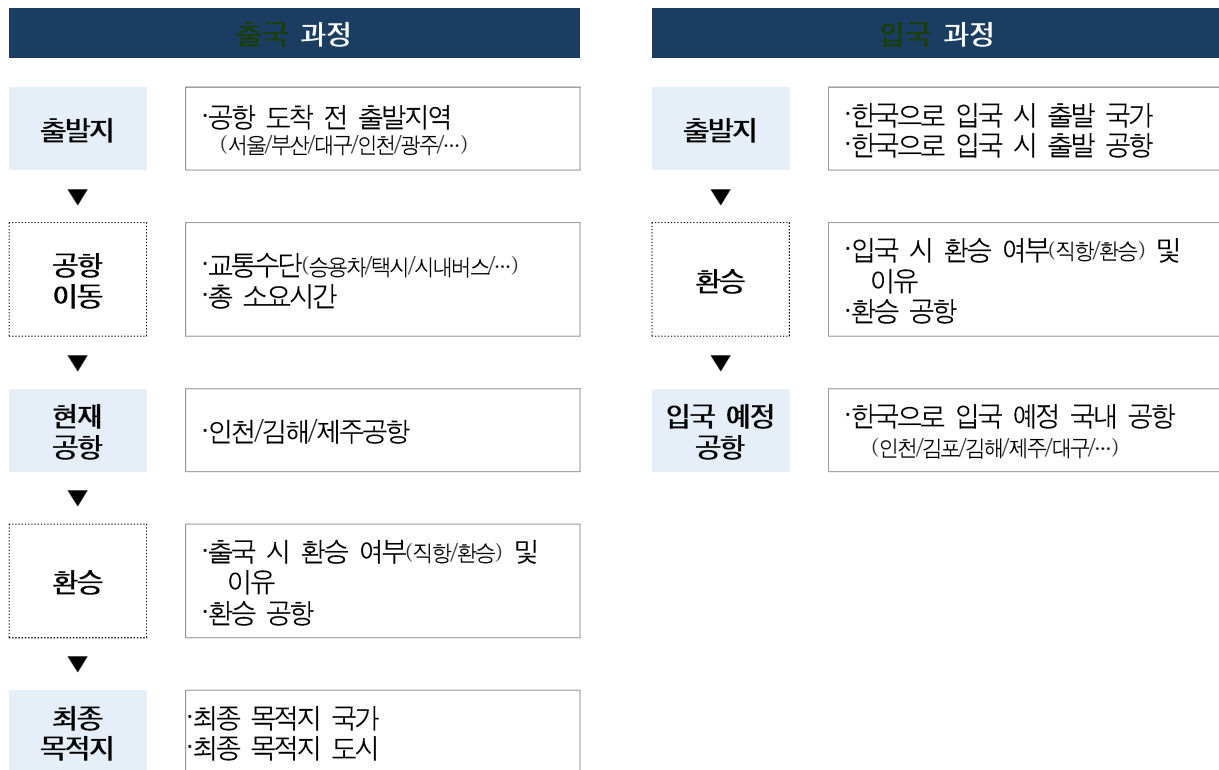 출국 과정
출발지
·공항 도착 전 출발지역
(서울/부산/대구/인천/광주/…)
▼
공항
이동
·교통수단(승용차/택시/시내버스/…)
·총 소요시간
▼
현재
공항
·인천/김해/제주공항
▼
환승
·출국 시 환승 여부(직항/환승) 및
이유
·환승 공항
▼
최종
목적지
·최종 목적지 국가
·최종 목적지 도시
입국 과정
출발지
·한국으로 입국 시 출발 국가
·한국으로 입국 시 출발 공항
▼
환승
·입국 시 환승 여부(직항/환승) 및
이유
·환승 공항
▼
입국 예정
공항
·한국으로 입국 예정 국내 공항
(인천/김포/김해/제주/대구/…)